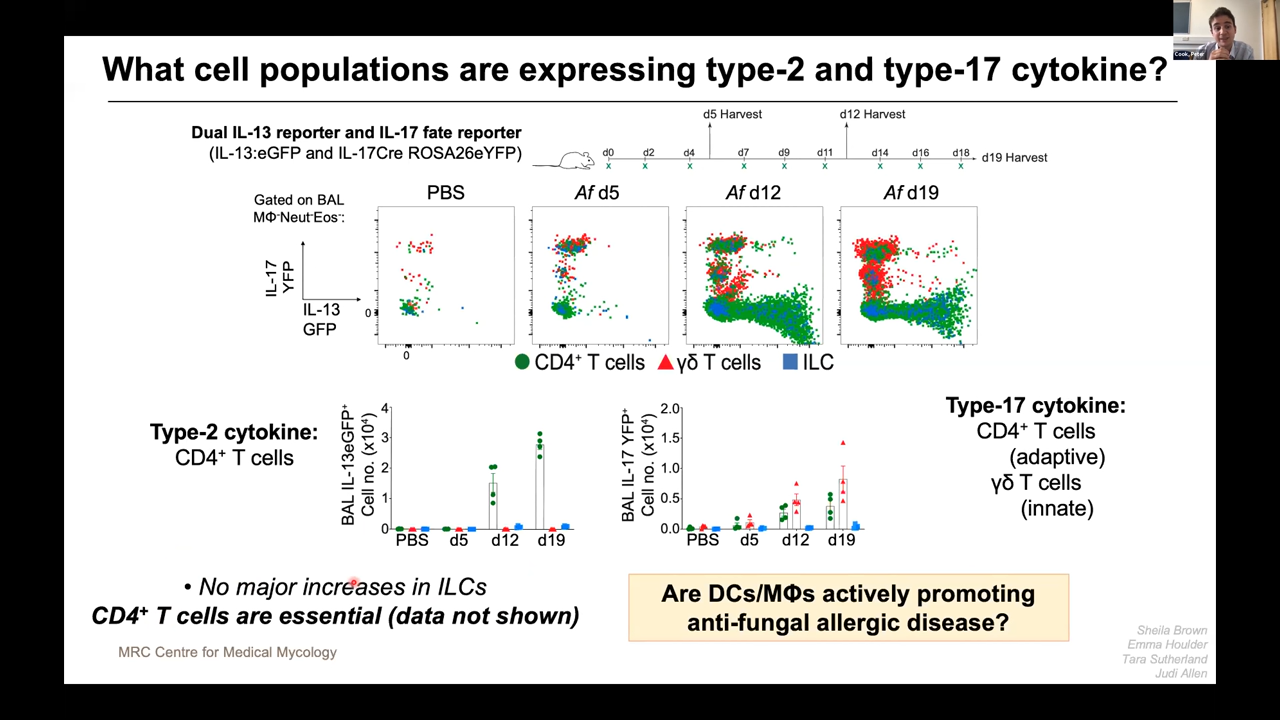 What cell populations are expressing type-2 and type-17 cytokine?
Cook, Peter
Dual IL-13 reporter and IL-17 fate reporter
(IL-13:eGFP and IL-17Cre ROSA26eYFP)
d5 Harvest
d12 Harvest
d0 d2 d4 d7 d9 d11 d14 d16 d18
x x x x x x x x x
d19 Harvest
Gated on BAL
MΦ-Neut-Eos-:
PBS
Af d5
Af d12
Af d19
IL-17
YFP
IL-13
GFP
0
0
CD4+ T cells
γδ T cells
ILC
Type-2 cytokine:
CD4+ T cells
BAL IL-13eGFP+
Cell no. (x10⁴)
4
3
2
1
0
PBS d5 d12 d19
BAL IL-17 YFP+
Cell no. (x10⁴)
2.0
1.5
1.0
0.5
0.0
PBS d5 d12 d19
Type-17 cytokine:
CD4+ T cells
(adaptive)
γδ T cells
(innate)
• No major increases in ILCs
CD4+ T cells are essential (data not shown)
Are DCs/MΦs actively promoting
anti-fungal allergic disease?
MRC Centre for Medical Mycology
Sheila Brown
Emma Houlder
Tara Sutherland
Judi Allen